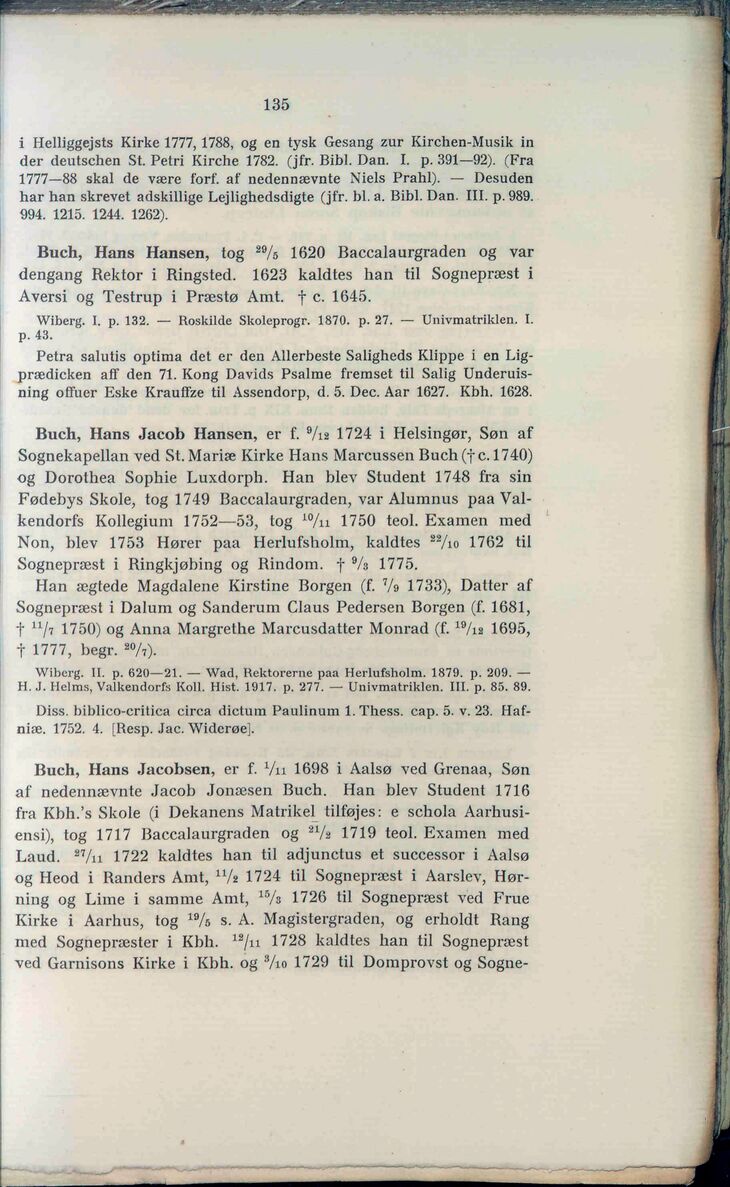 135
i Helliggejsts Kirke 1777, 1788, og en tysk Gesang zur Kirchen-Musik in
der deutschen St. Petri Kirche 1782. (jfr. Bibl. Dan. I. p. 391—92). (Fra
1777—88 skal de være forf. af nedennævnte Niels Prahl). — Desuden
har han skrevet adskillige Lejlighedsdigte (jfr. bl. a. Bibl. Dan. III. p. 989.
994. 1215. 1244. 1262).
Buch, Hans Hansen, tog ²⁹/₅ 1620 Baccalaurgraden og var
dengang Rektor i Ringsted. 1623 kaldtes han til Sognepræst i
Aversi og Testrup i Præstø Amt. † c. 1645.
Wiberg. I. p. 132. — Roskilde Skoleprogr. 1870. p. 27. — Univmatriklen. I.
p. 43.
Petra salutis optima det er den Allerbeste Saligheds Klippe i en Lig-
prædicken aff den 71. Kong Davids Psalme fremset til Salig Underuis-
ning offuer Eske Krauffze til Assendorp, d. 5. Dec. Aar 1627. Kbh. 1628.
Buch, Hans Jacob Hansen, er f. ⁹/₁₂ 1724 i Helsingør, Søn af
Sognekapellan ved St. Mariæ Kirke Hans Marcussen Buch († c. 1740)
og Dorothea Sophie Luxdorph. Han blev Student 1748 fra sin
Fødebys Skole, tog 1749 Baccalaurgraden, var Alumnus paa Val-
kendorfs Kollegium 1752—53, tog ¹⁰/₁₁ 1750 teol. Examen med
Non, blev 1753 Hører paa Herlufsholm, kaldtes ²²/₁₀ 1762 til
Sognepræst i Ringkjøbing og Rindom. † ⁹/₃ 1775.
Han ægtede Magdalene Kirstine Borgen (f. ⁷/₉ 1733), Datter af
Sognepræst i Dalum og Sanderum Claus Pedersen Borgen (f. 1681,
† ¹¹/₇ 1750) og Anna Margrethe Marcusdatter Monrad (f. ¹⁹/₁₂ 1695,
† 1777, begr. ²⁰/₇).
Wiberg. II. p. 620—21. — Wad, Rektorerne paa Herlufsholm. 1879. p. 209. —
H. J. Helms, Valkendorfs Koll. Hist. 1917. p. 277. — Univmatriklen. III. p. 85. 89.
Diss. biblico-critica circa dictum Paulinum 1. Thess. cap. 5. v. 23. Haf-
niæ. 1752. 4. [Resp. Jac. Widerøe].
Buch, Hans Jacobsen, er f. ¹/₁₁ 1698 i Aalsø ved Grenaa, Søn
af nedennævnte Jacob Jonæsen Buch. Han blev Student 1716
fra Kbh.'s Skole (i Dekanens Matrikel tilføjes: e schola Aarhusi-
ensi), tog 1717 Baccalaurgraden og ²¹/₂ 1719 teol. Examen med
Laud. ²⁷/₁₁ 1722 kaldtes han til adjunctus et successor i Aalsø
og Heod i Randers Amt, ¹¹/₂ 1724 til Sognepræst i Aarslev, Hør-
ning og Lime i samme Amt, ¹⁵/₃ 1726 til Sognepræst ved Frue
Kirke i Aarhus, tog ¹⁹/₅ s. A. Magistergraden, og erholdt Rang
med Sognepræster i Kbh. ¹²/₁₁ 1728 kaldtes han til Sognepræst
ved Garnisons Kirke i Kbh. og ³/₁₀ 1729 til Domprovst og Sogne-